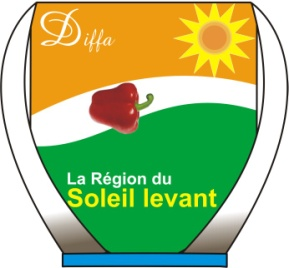 Diffa
La Région du
Soleil levant